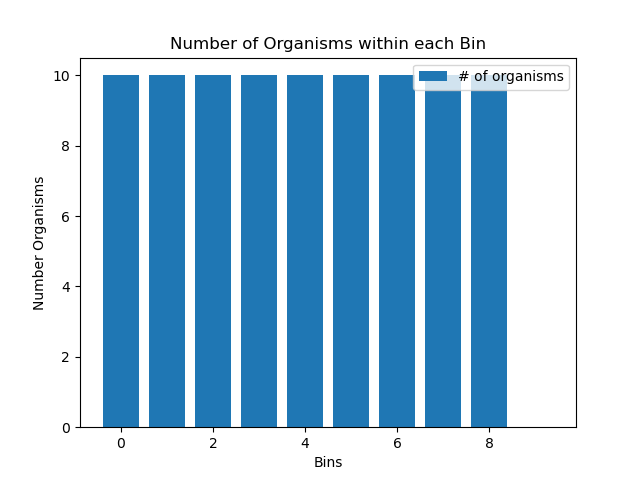 Number of Organisms within each Bin
# of organisms
10
8
6
4
2
0
Number Organisms
0 2 4 6 8
Bins